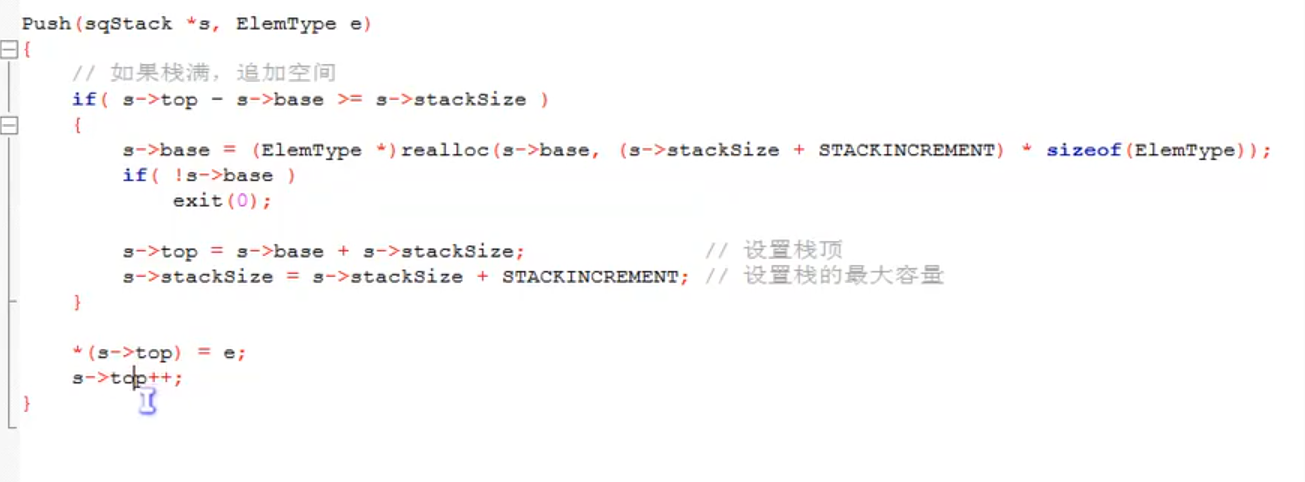 Push(sqStack *s, ElemType e)
{
// 如果栈满，追加空间
if( s->top - s->base >= s->stackSize )
{
s->base = (ElemType *)realloc(s->base, (s->stackSize + STACKINCREMENT) * sizeof(ElemType));
if( !s->base )
exit(0);
s->top = s->base + s->stackSize; // 设置栈顶
s->stackSize = s->stackSize + STACKINCREMENT; // 设置栈的最大容量
}
*(s->top) = e;
s->top++;
}